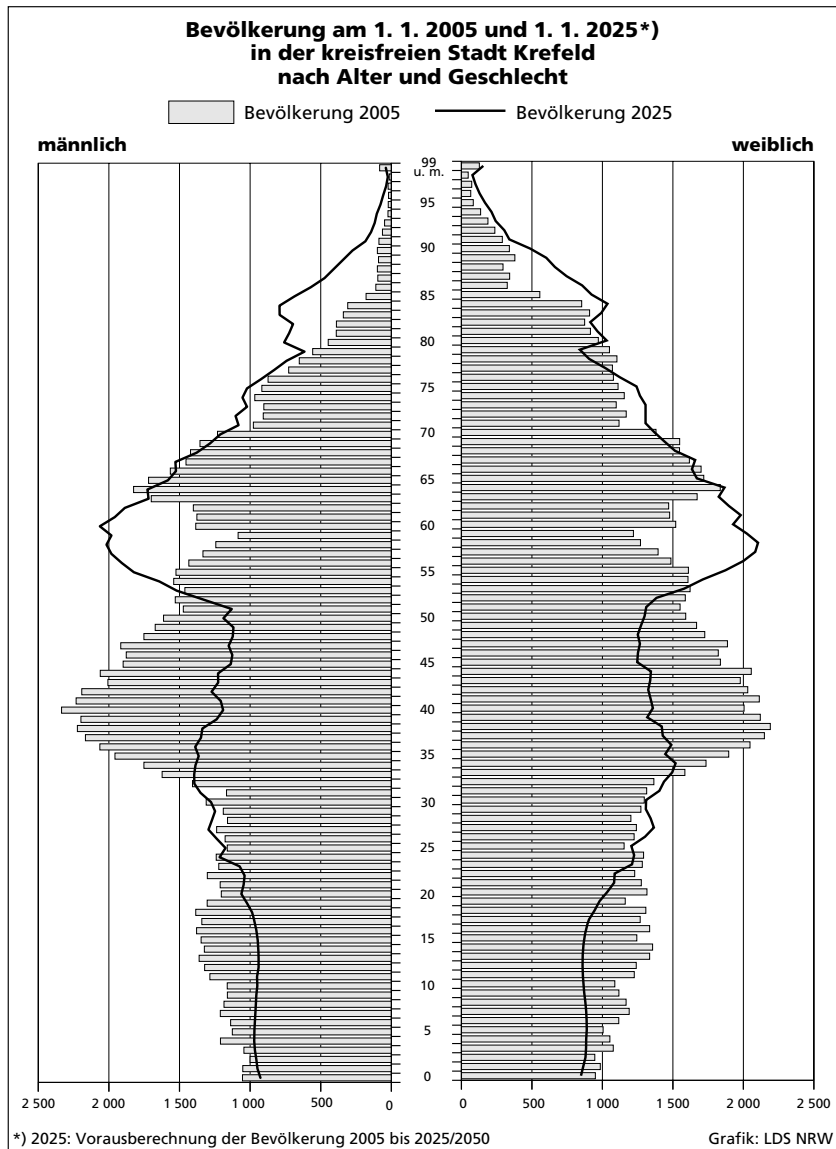 Bevölkerung am 1. 1. 2005 und 1. 1. 2025*)
in der kreisfreien Stadt Krefeld
nach Alter und Geschlecht
Bevölkerung 2005
Bevölkerung 2025
männlich
weiblich
99
u. m.
95
90
85
80
75
70
65
60
55
50
45
40
35
30
25
20
15
10
5
0
2 500 2 000 1 500 1 000 500 0 0 500 1 000 1 500 2 000 2 500
*) 2025: Vorausberechnung der Bevölkerung 2005 bis 2025/2050 Grafik: LDS NRW